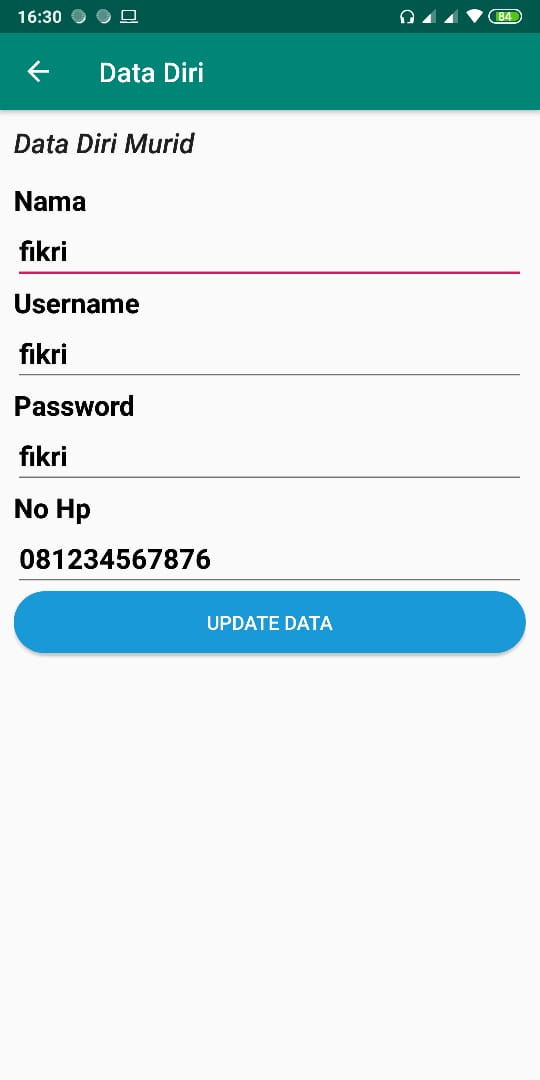 16:30
84
Data Diri
Data Diri Murid
Nama
fikri
Username
fikri
Password
fikri
No Hp
081234567876
UPDATE DATA